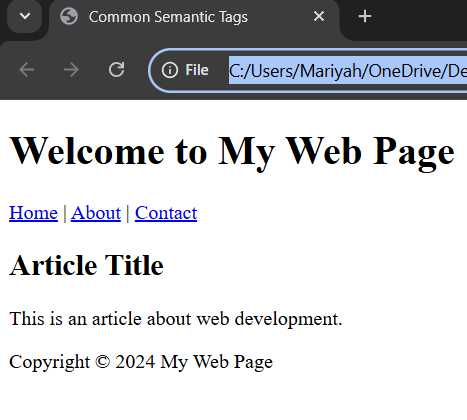 Common Semantic Tags
File C:/Users/Mariyah/OneDrive/De
Welcome to My Web Page
Home | About | Contact
Article Title
This is an article about web development.
Copyright © 2024 My Web Page